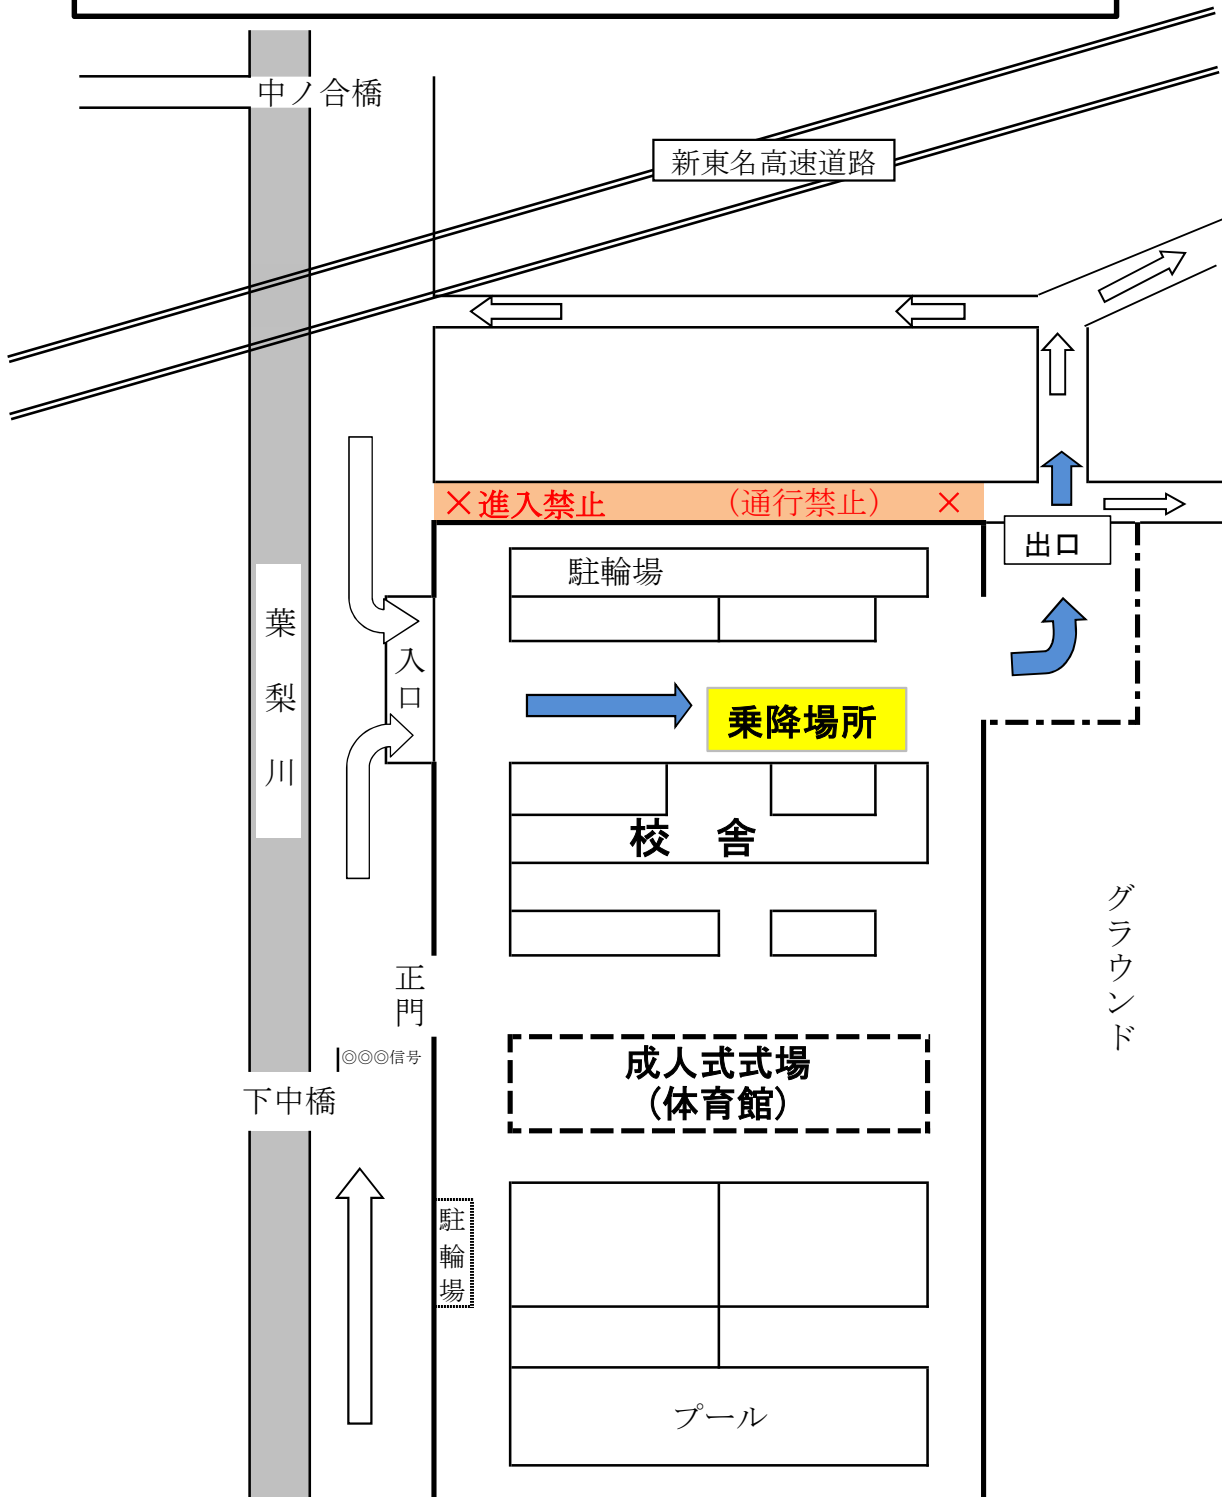 中ノ合橋
新東名高速道路
×進入禁止 (通行禁止) ×
出口
駐輪場
葉梨川
入口
乗降場所
校 舎
グラウンド
正門
◎◎◎信号
成人式式場
(体育館)
下中橋
駐輪場
プール